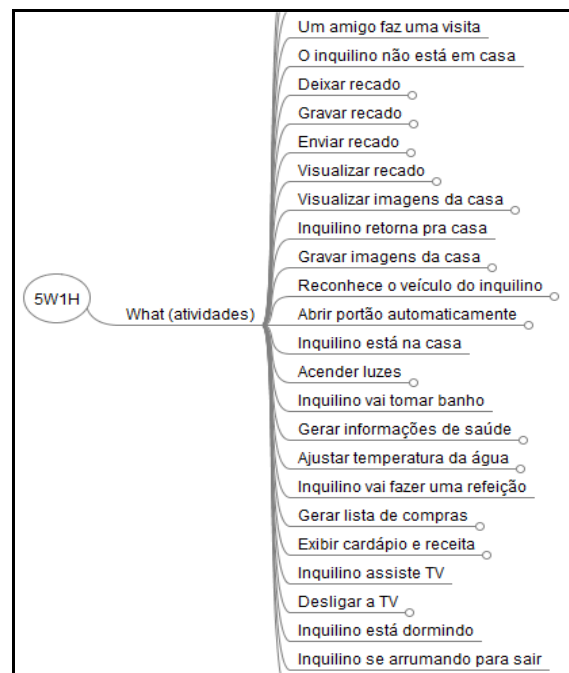 5W1H
What (atividades)
Um amigo faz uma visita
O inquilino não está em casa
Deixar recado
Gravar recado
Enviar recado
Visualizar recado
Visualizar imagens da casa
Inquilino retorna pra casa
Gravar imagens da casa
Reconhece o veículo do inquilino
Abrir portão automaticamente
Inquilino está na casa
Acender luzes
Inquilino vai tomar banho
Gerar informações de saúde
Ajustar temperatura da água
Inquilino vai fazer uma refeição
Gerar lista de compras
Exibir cardápio e receita
Inquilino assiste TV
Desligar a TV
Inquilino está dormindo
Inquilino se arrumando para sair